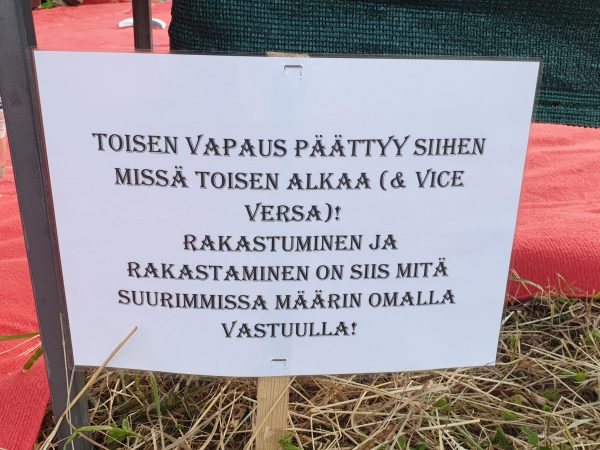 TOISEN VAPAUS PÄÄTTYY SIIHEN
MISSÄ TOISEN ALKAA (& VICE
VERSA)!
RAKASTUMINEN JA
RAKASTAMINEN ON SIIS MITÄ
SUURIMMISSA MÄÄRIN OMALLA
VASTUULLA!